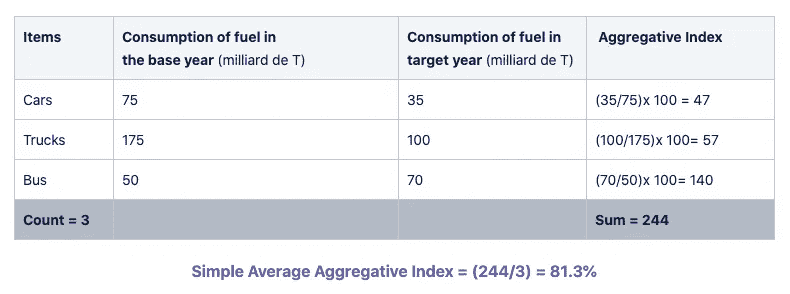 Items Consumption of fuel in Consumption of fuel in Aggregative Index
the base year (milliard de T) target year (milliard de T)
Cars 75 35 (35/75)x 100 = 47
Trucks 175 100 (100/175)x 100= 57
Bus 50 70 (70/50)x 100= 140
Count = 3 Sum = 244
Simple Average Aggregative Index = (244/3) = 81.3%